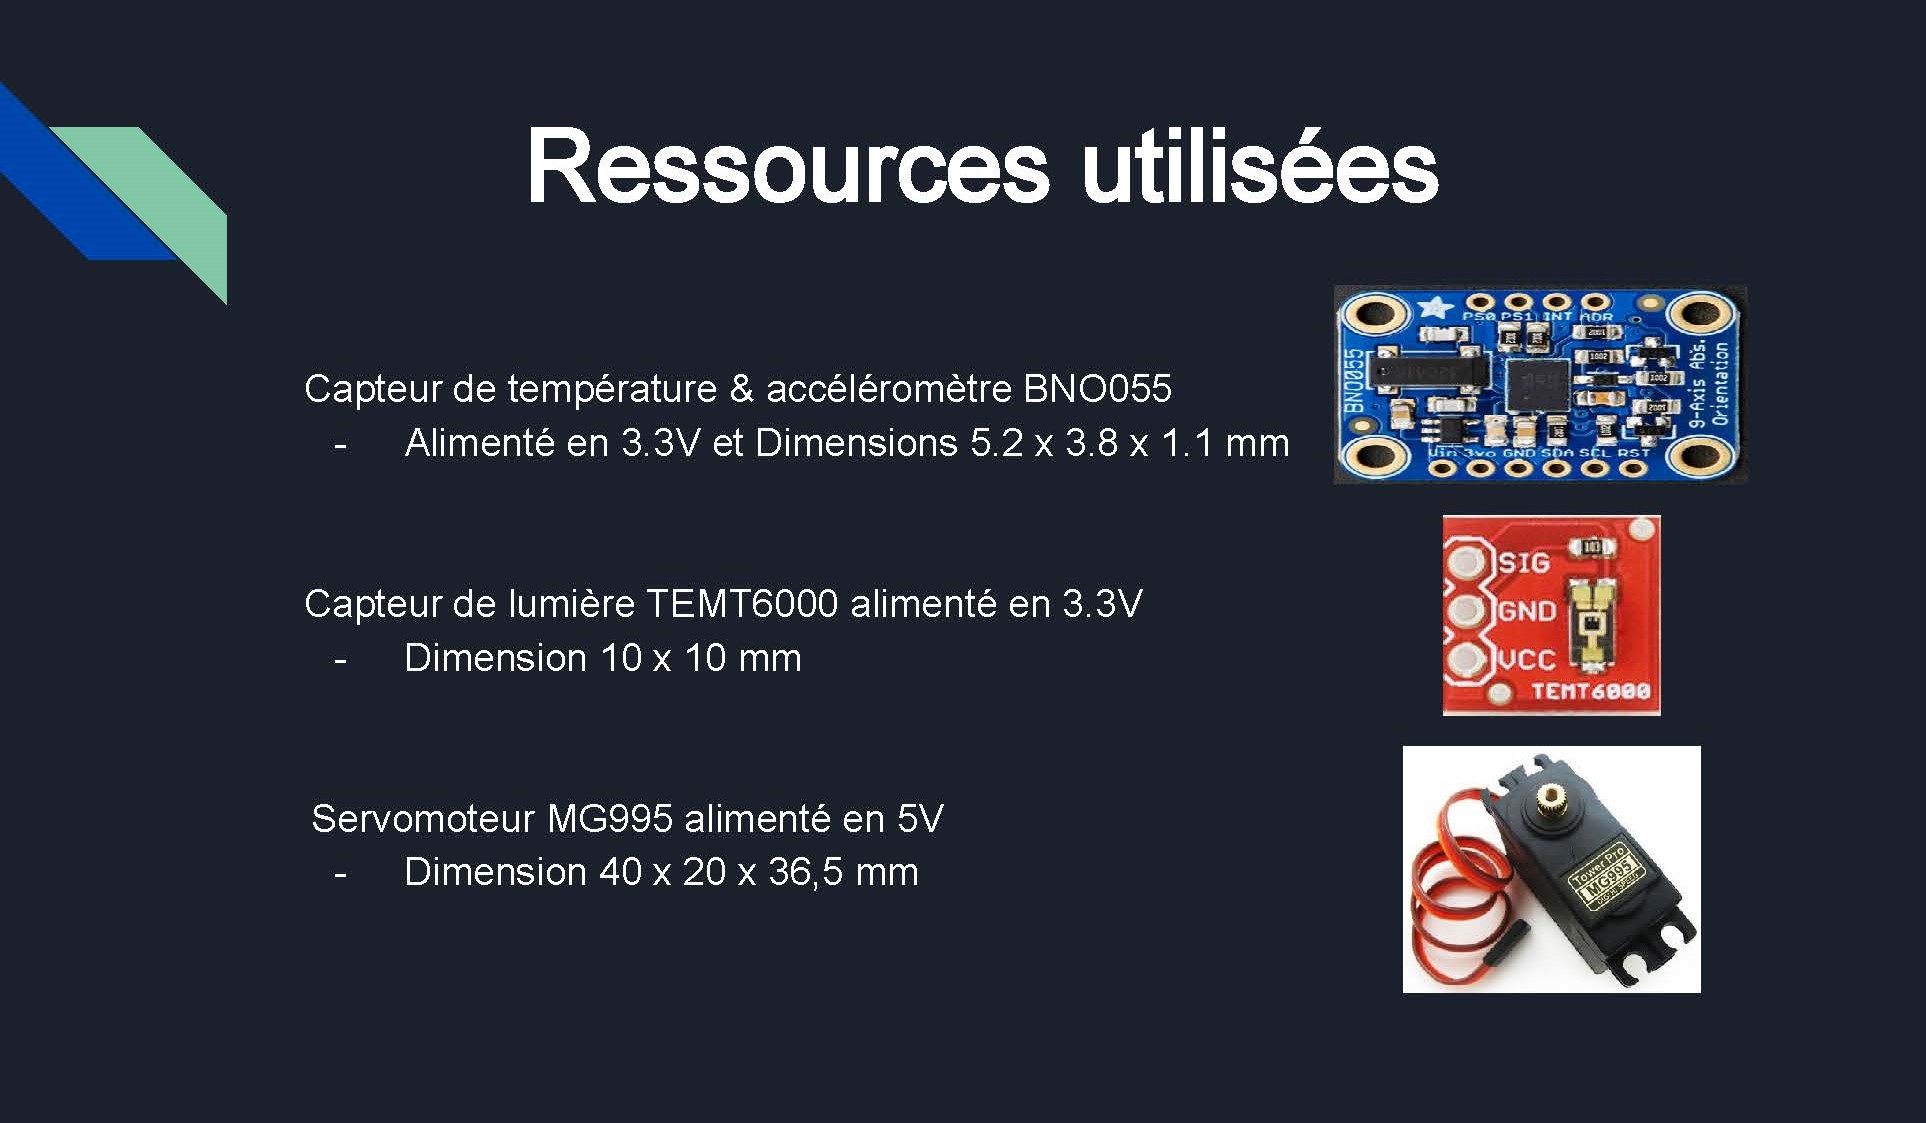 Ressources utilisées
Capteur de température & accéléromètre BNO055
- Alimenté en 3.3V et Dimensions 5.2 x 3.8 x 1.1 mm
PS0 PS1 INT ADR
BNO055
9-Axis Abs.
Orientation
Vin 3vo GND SDA SCL RST
Capteur de lumière TEMT6000 alimenté en 3.3V
- Dimension 10 x 10 mm
103
SIG
GND
VCC
TEMT6000
Servomoteur MG995 alimenté en 5V
- Dimension 40 x 20 x 36,5 mm
Tower Pro
MG995